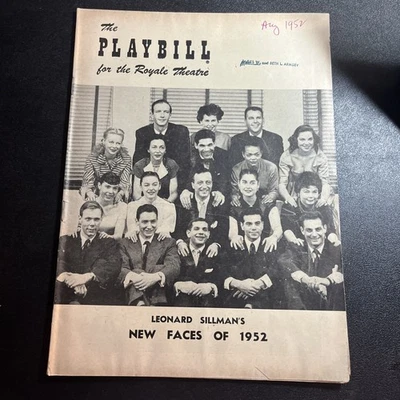 The
PLAYBILL
for the Royale Theatre
Aug 1952
LEONARD SILLMAN'S
NEW FACES OF 1952